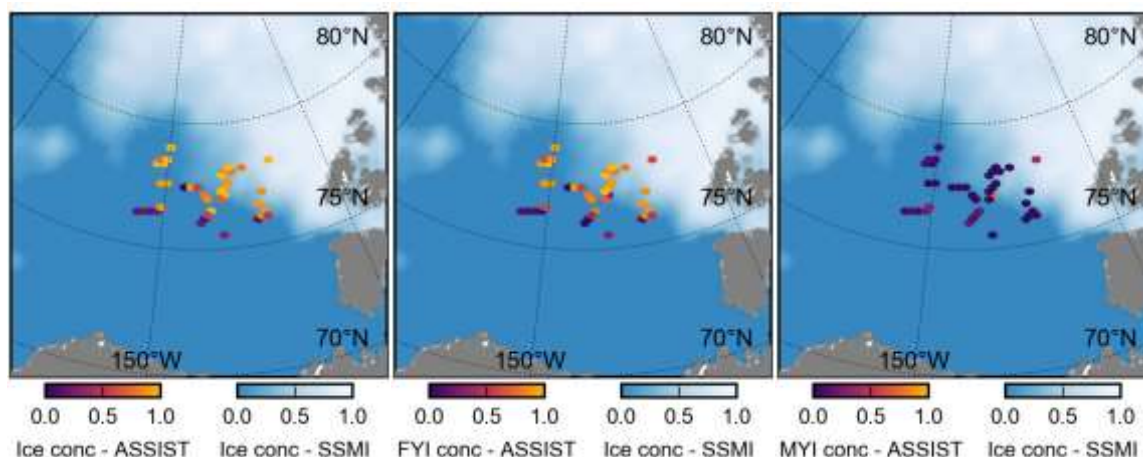 80°N 80°N 80°N
75°N 75°N 75°N
70°N 70°N 70°N
150°W 150°W 150°W
0.0 0.5 1.0 0.0 0.5 1.0 0.0 0.5 1.0 0.0 0.5 1.0 0.0 0.5 1.0 0.0 0.5 1.0
Ice conc - ASSIST Ice conc - SSMI FYI conc - ASSIST Ice conc - SSMI MYI conc - ASSIST Ice conc - SSMI